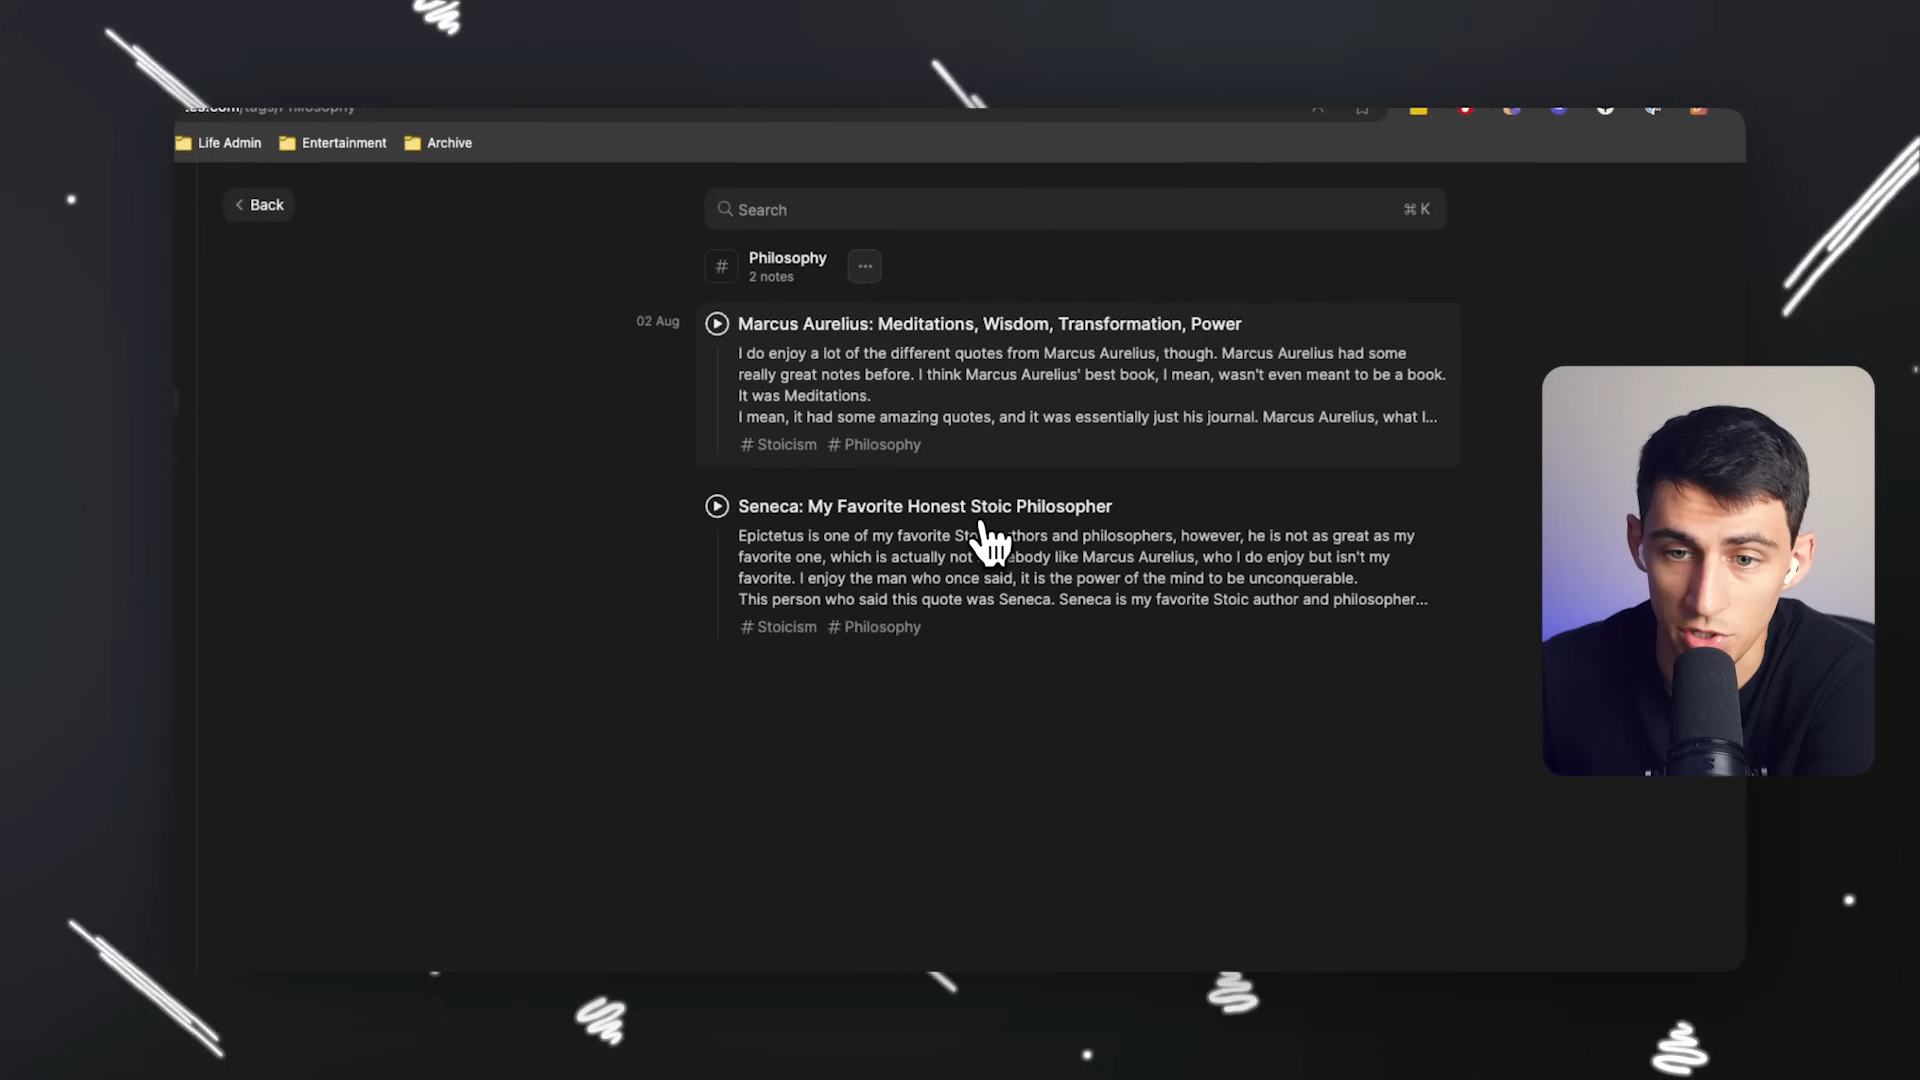 Life Admin Entertainment Archive
Back
Search ⌘ K
# Philosophy
2 notes
02 Aug
Marcus Aurelius: Meditations, Wisdom, Transformation, Power
I do enjoy a lot of the different quotes from Marcus Aurelius, though. Marcus Aurelius had some
really great notes before. I think Marcus Aurelius' best book, I mean, wasn't even meant to be a book.
It was Meditations.
I mean, it had some amazing quotes, and it was essentially just his journal. Marcus Aurelius, what I...
# Stoicism # Philosophy
Seneca: My Favorite Honest Stoic Philosopher
Epictetus is one of my favorite and philosophers, however, he is not as great as my
favorite one, which is actually not like Marcus Aurelius, who I do enjoy but isn't my
favorite. I enjoy the man who once said, it is the power of the mind to be unconquerable.
This person who said this quote was Seneca. Seneca is my favorite Stoic author and philosopher...
# Stoicism # Philosophy